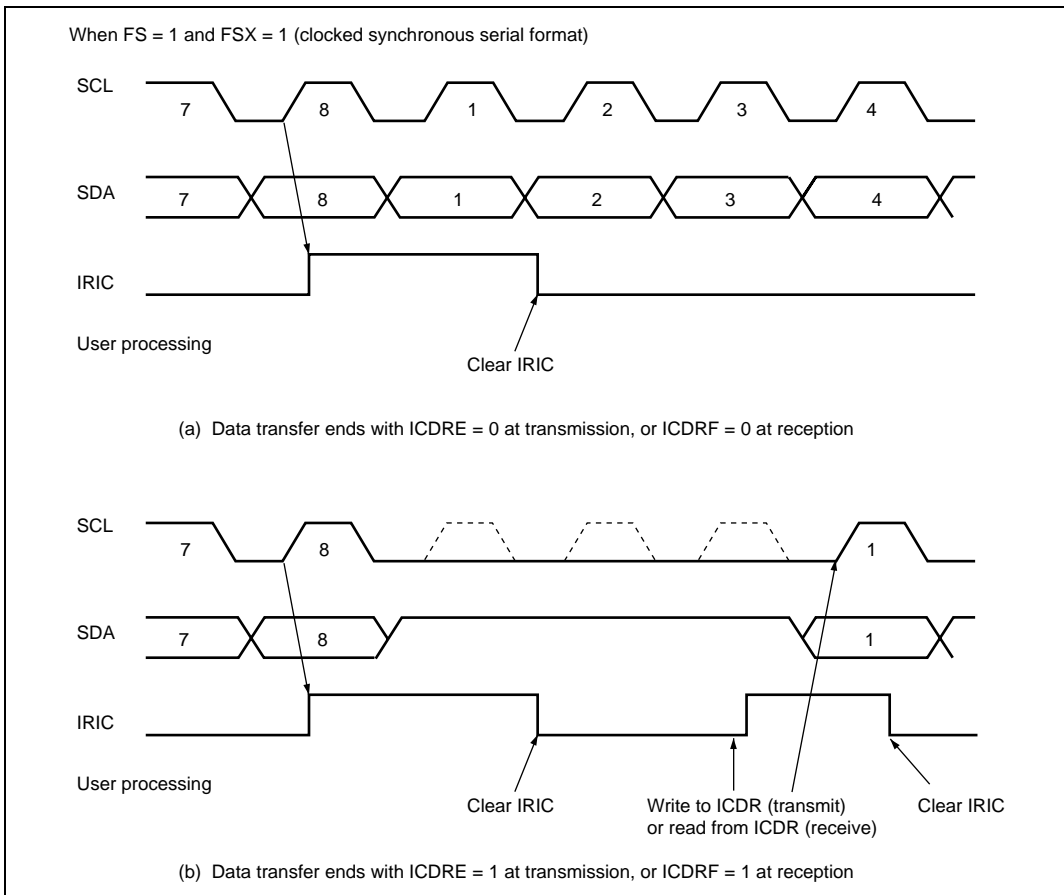 When FS = 1 and FSX = 1 (clocked synchronous serial format)
SCL
7 8 1 2 3 4
SDA
7 8 1 2 3 4
IRIC
User processing
Clear IRIC
(a) Data transfer ends with ICDRE = 0 at transmission, or ICDRF = 0 at reception
SCL
7 8 1
SDA
7 8 1
IRIC
User processing
Clear IRIC
Write to ICDR (transmit)
or read from ICDR (receive)
Clear IRIC
(b) Data transfer ends with ICDRE = 1 at transmission, or ICDRF = 1 at reception